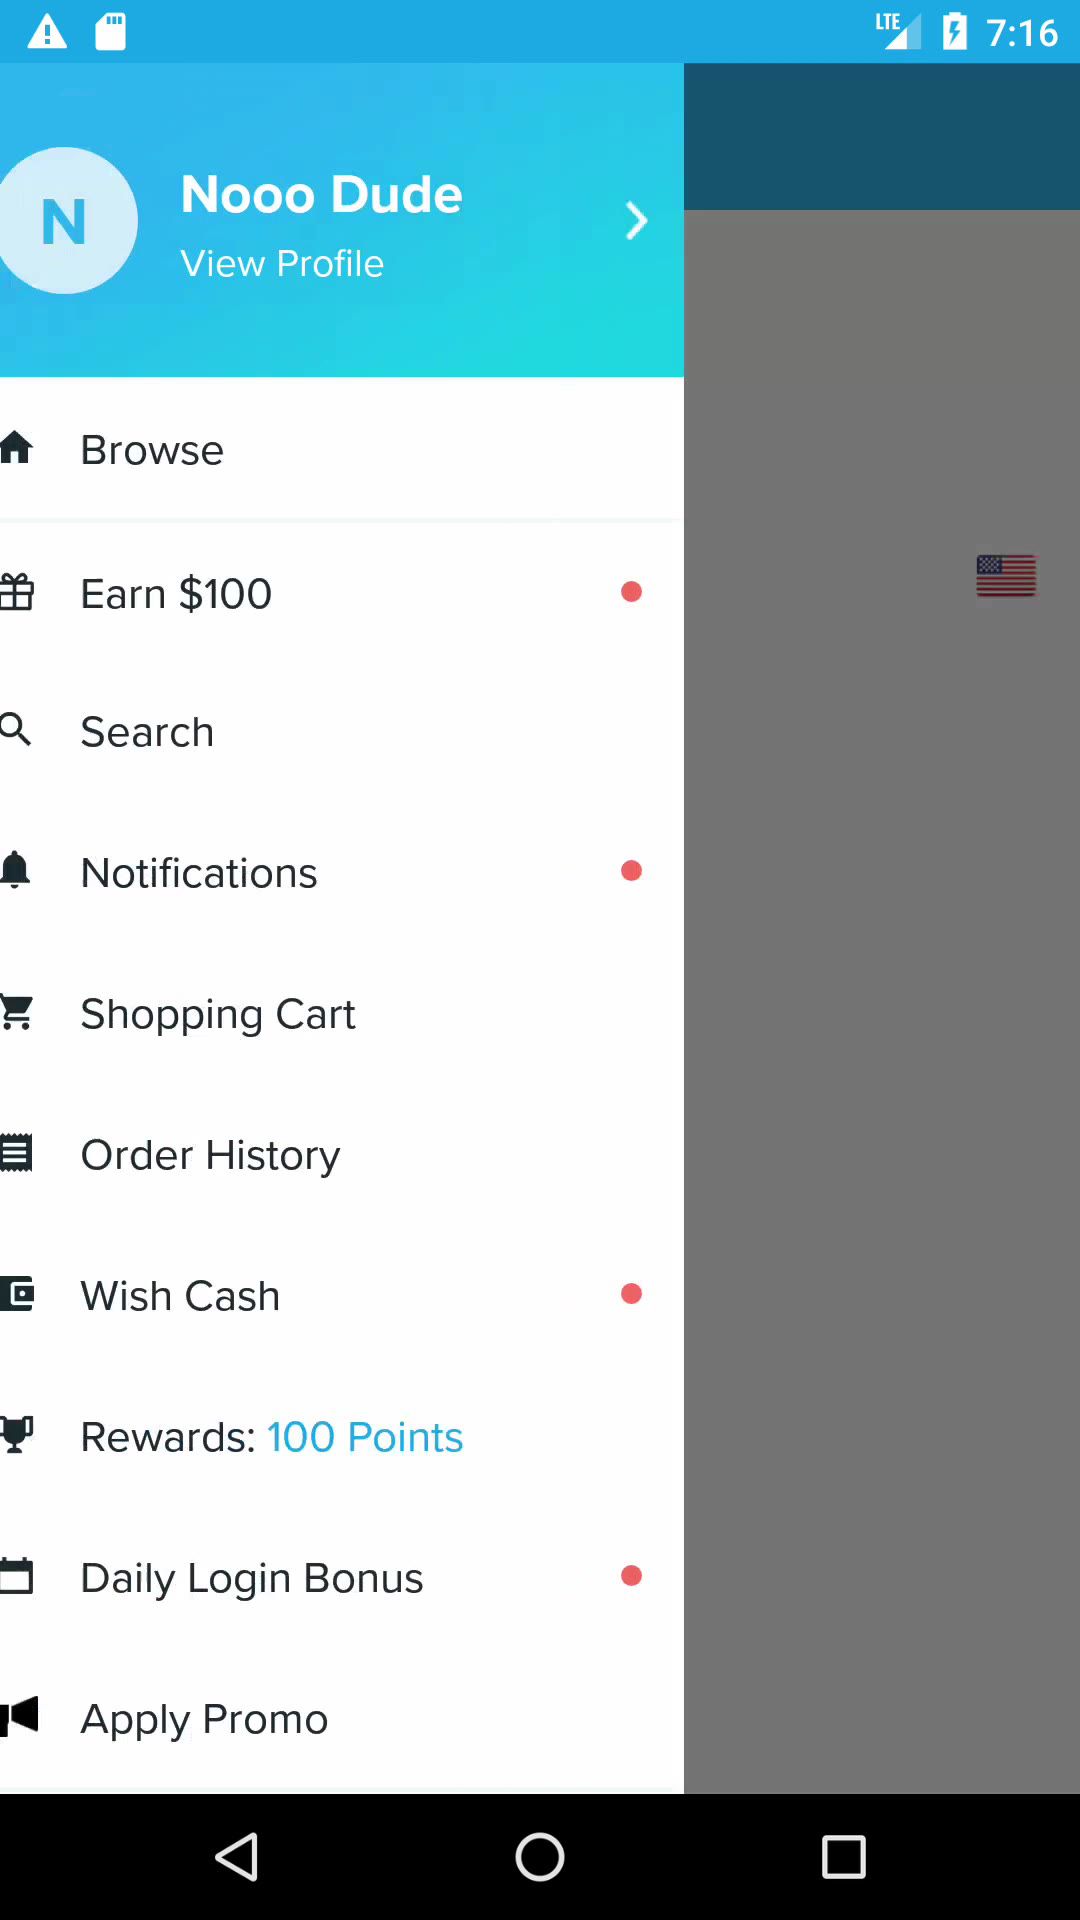 LTE 7:16
N
Nooo Dude
View Profile
Browse
Earn $100
Search
Notifications
Shopping Cart
Order History
Wish Cash
Rewards: 100 Points
Daily Login Bonus
Apply Promo